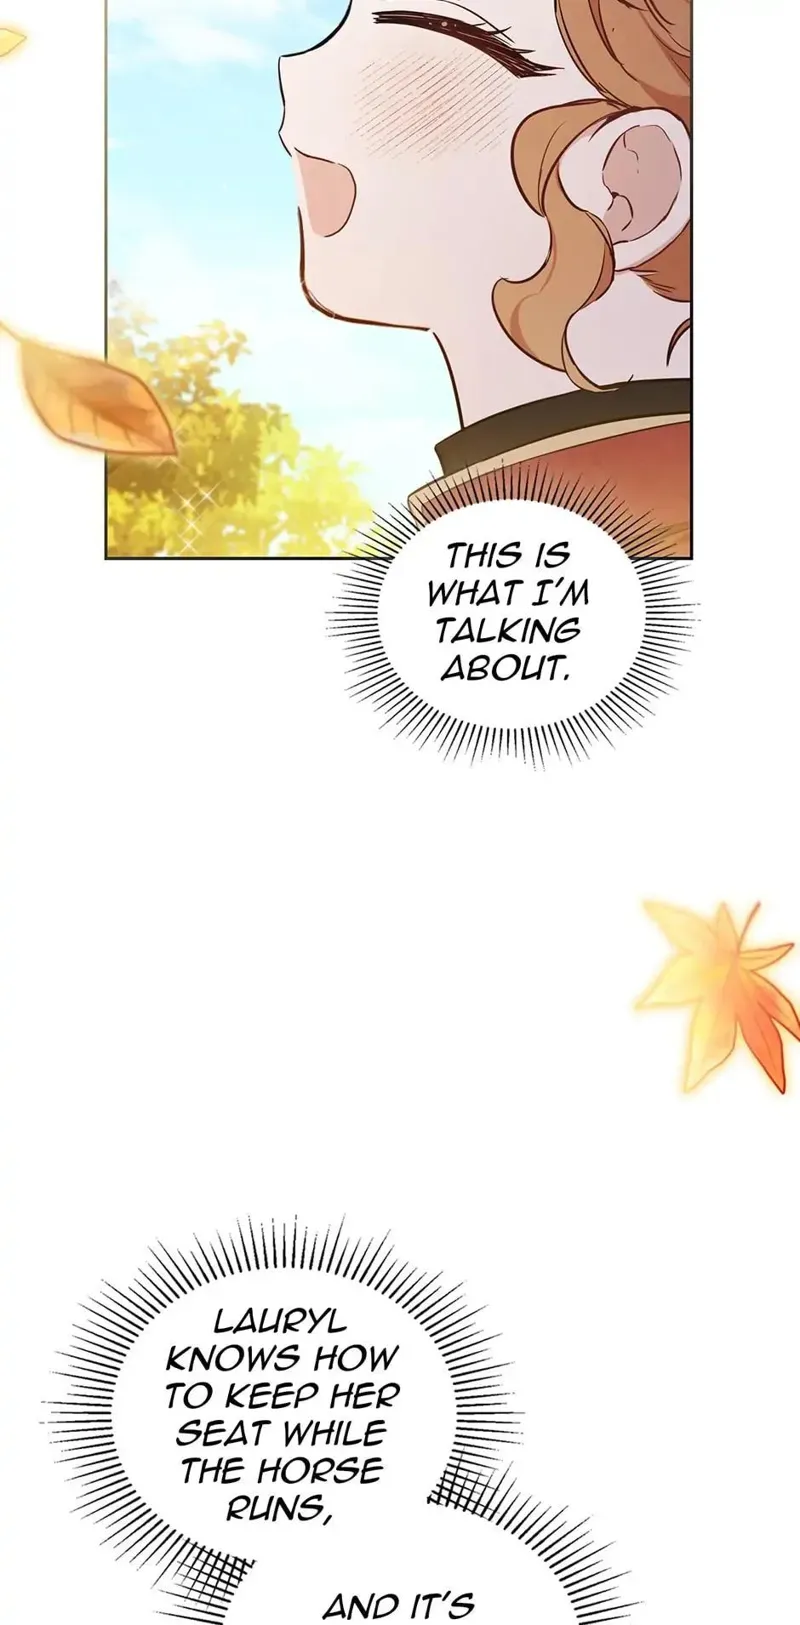 THIS IS
WHAT I'M
TALKING
ABOUT.
LAURYL
KNOWS HOW
TO KEEP HER
SEAT WHILE
THE HORSE
RUNS,
AND IT'S